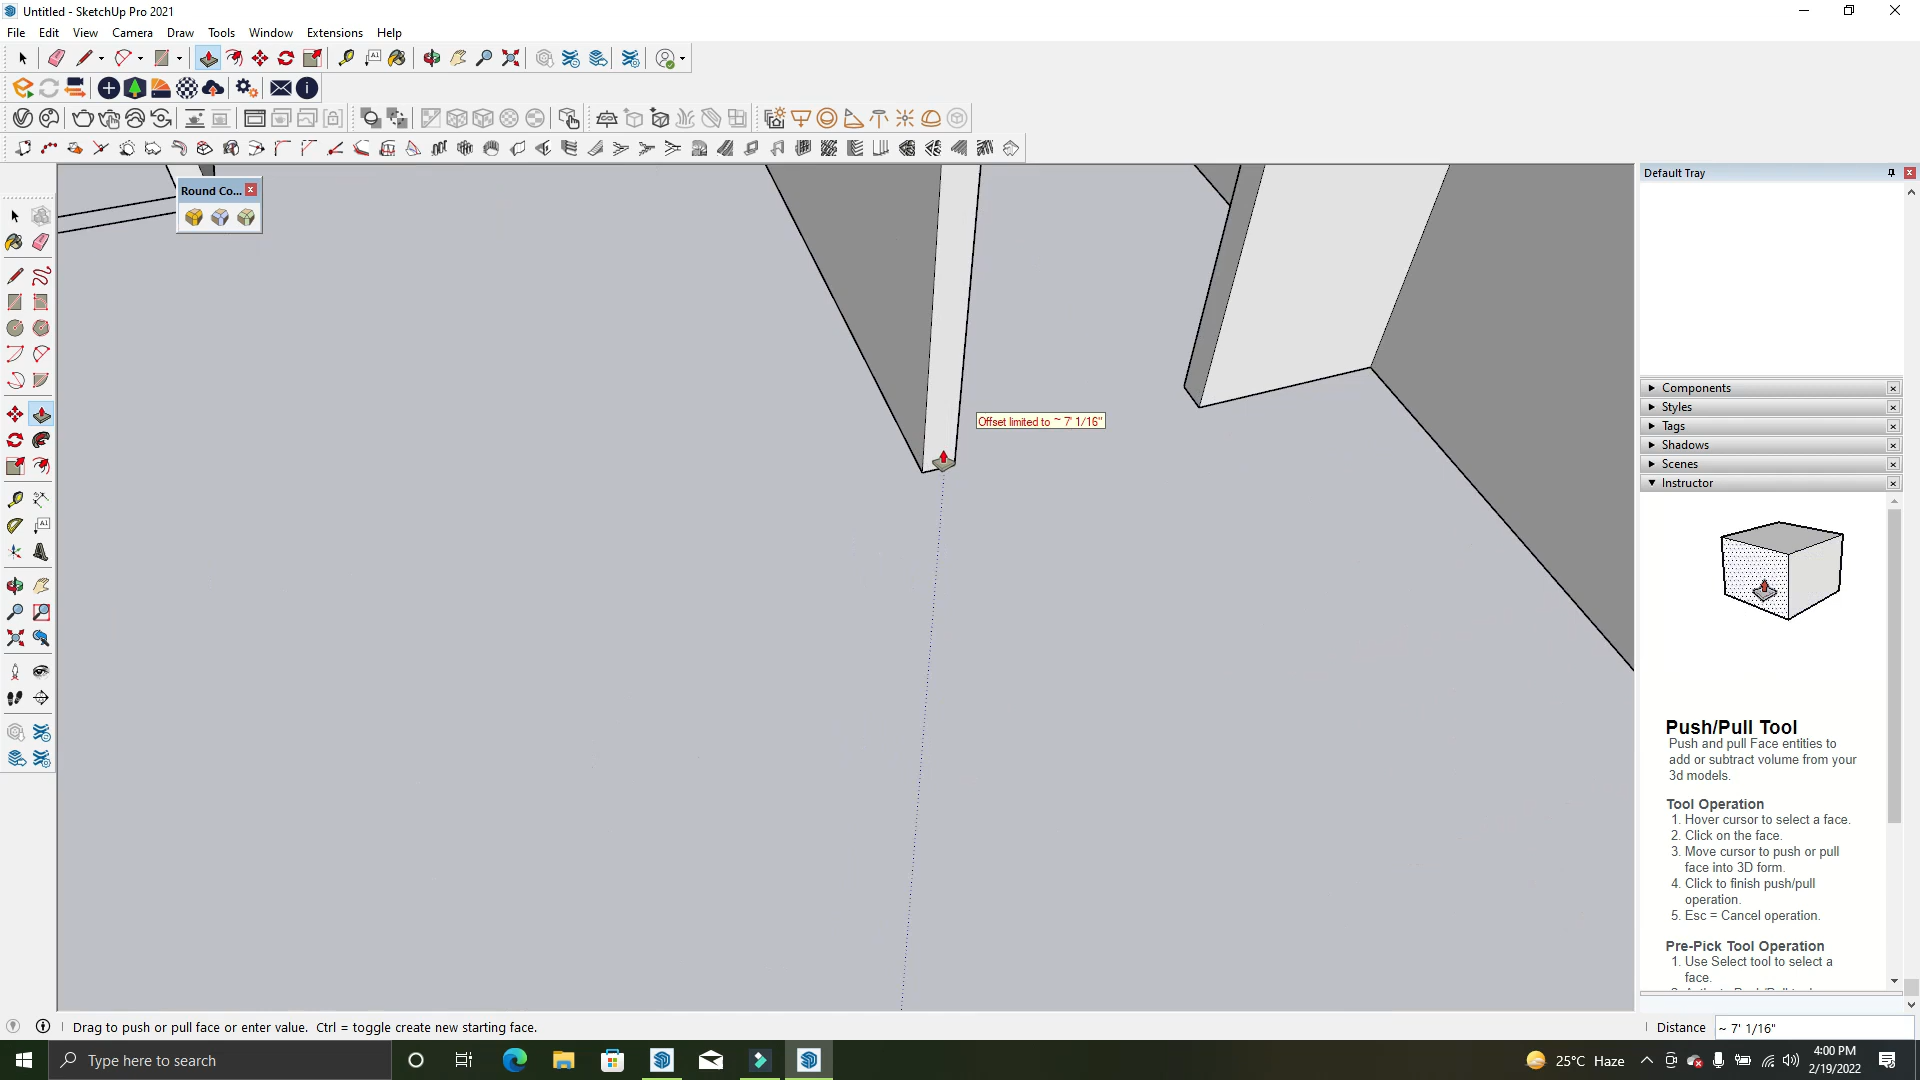 Untitled - SketchUp Pro 2021
File Edit View Camera Draw Tools Window Extensions Help
Round Co...
Default Tray
Offset limited to ~ 7' 1/16"
Components
Styles
Tags
Shadows
Scenes
Instructor
Push/Pull Tool
Push and pull Face entities to
add or subtract volume from your
3d models.
Tool Operation
1. Hover cursor to select a face.
2. Click on the face.
3. Move cursor to push or pull
face into 3D form.
4. Click to finish push/pull
operation.
5. Esc = Cancel operation.
Pre-Pick Tool Operation
1. Use Select tool to select a
face.
Drag to push or pull face or enter value. Ctrl = toggle create new starting face.
Distance ~ 7' 1/16"
Type here to search
25°C Haze
4:00 PM
2/19/2022